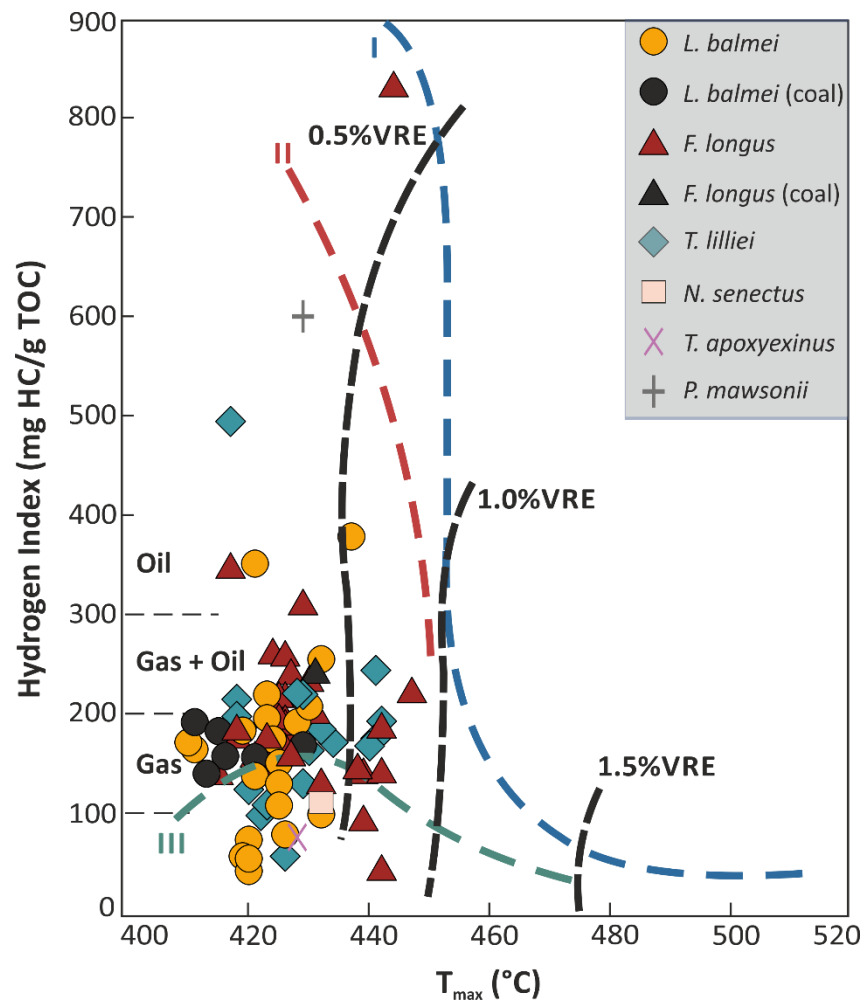 Hydrogen Index (mg HC/g TOC)
900
800
700
600
500
400
300
200
100
0
I
II
III
0.5%VRE
1.0%VRE
1.5%VRE
Oil
Gas + Oil
Gas
L. balmei
L. balmei (coal)
F. longus
F. longus (coal)
T. lilliei
N. senectus
T. apoxyexinus
P. mawsonii
400 420 440 460 480 500 520
Tmax (°C)